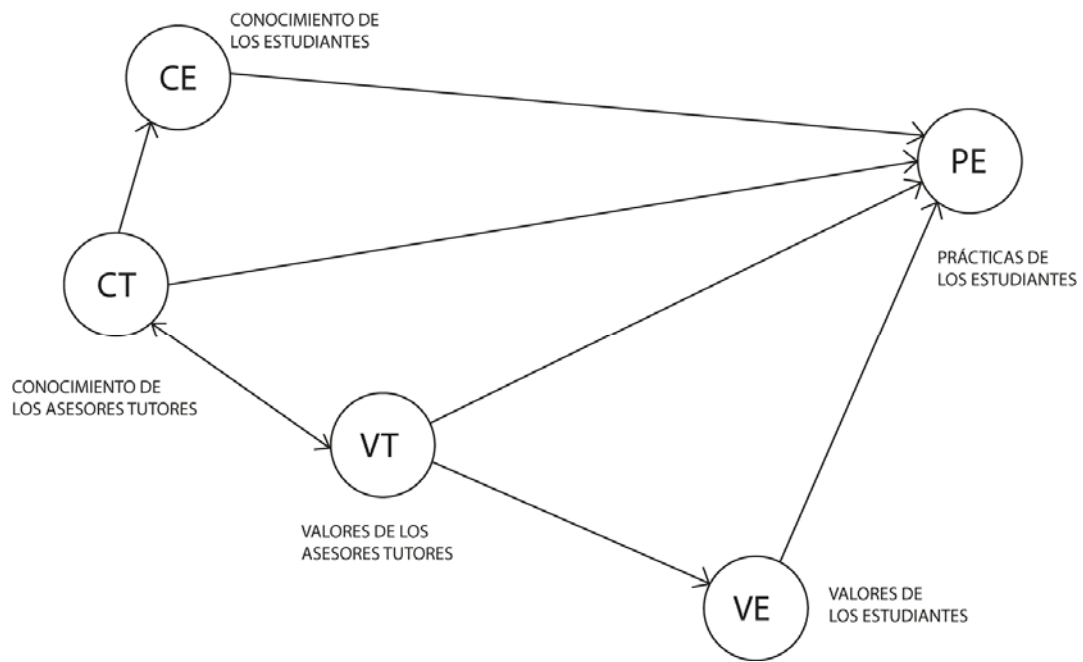 CONOCIMIENTO DE
LOS ESTUDIANTES
CE
PE
PRÁCTICAS DE
LOS ESTUDIANTES
CT
CONOCIMIENTO DE
LOS ASESORES TUTORES
VT
VALORES DE LOS
ASESORES TUTORES
VE
VALORES DE
LOS ESTUDIANTES